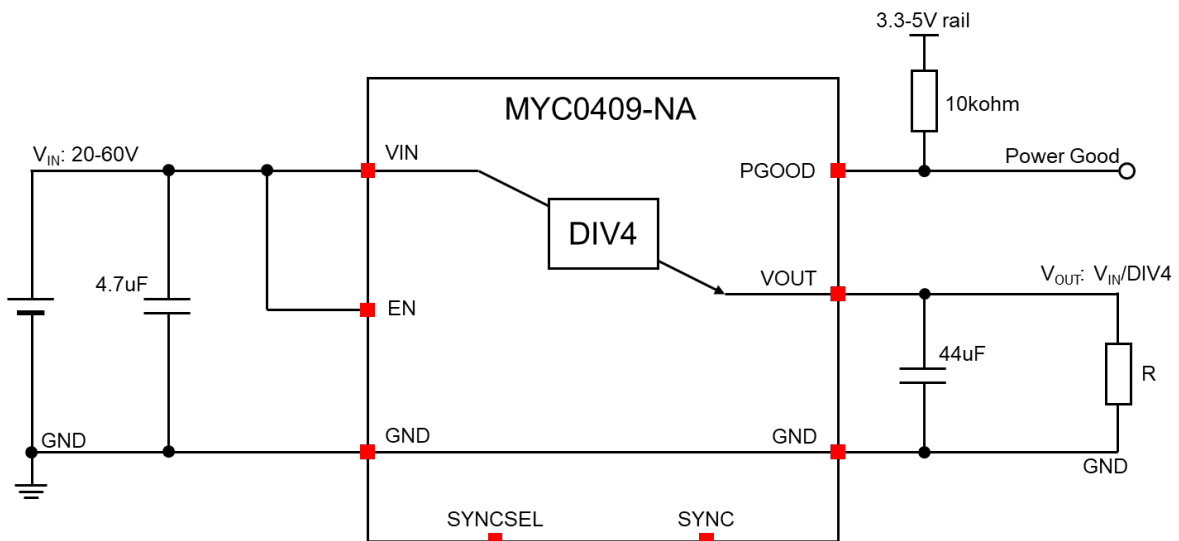 3.3-5V rail
10kohm
MYC0409-NA
VIN: 20-60V
VIN
PGOOD
Power Good
DIV4
4.7uF
EN
VOUT
VOUT: VIN/DIV4
44uF
R
GND
GND
GND
GND
SYNCSEL
SYNC